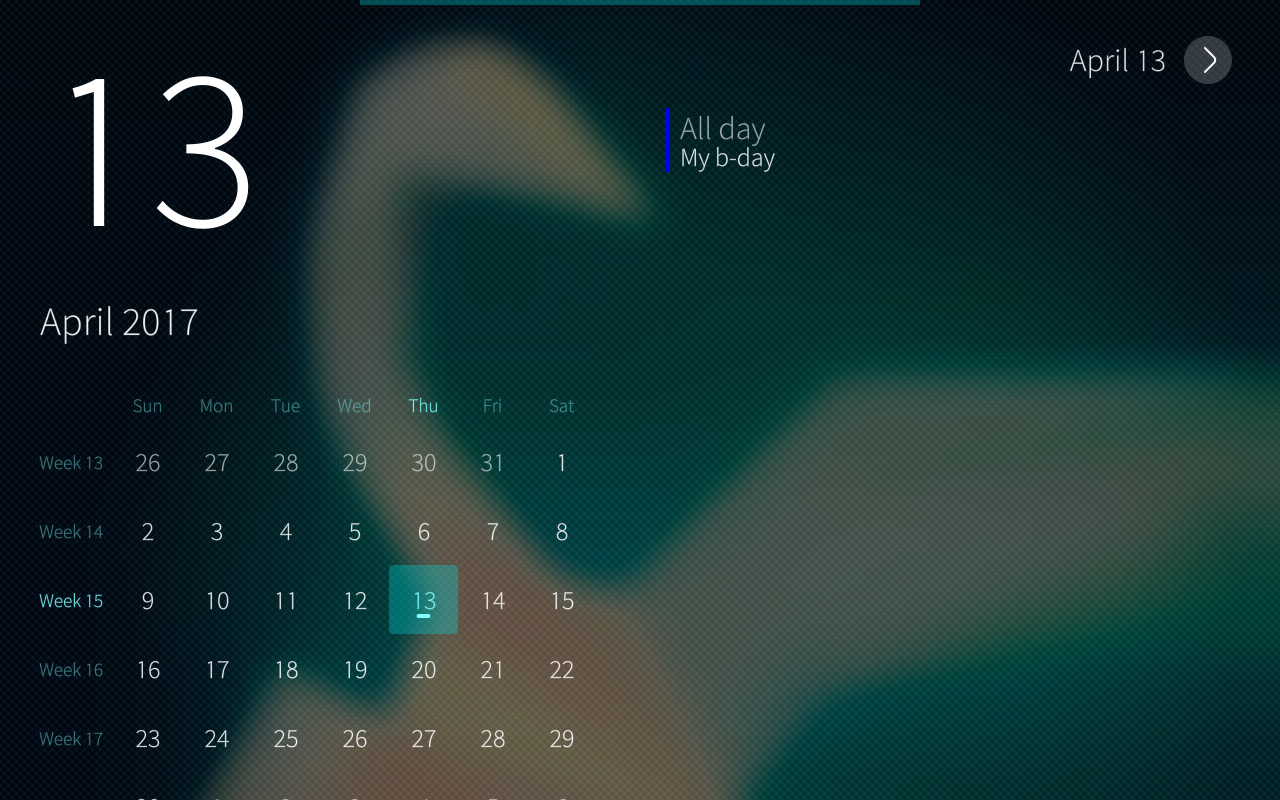 13
April 13
All day
My b-day
April 2017
Sun Mon Tue Wed Thu Fri Sat
Week 13 26 27 28 29 30 31 1
Week 14 2 3 4 5 6 7 8
Week 15 9 10 11 12 13 14 15
Week 16 16 17 18 19 20 21 22
Week 17 23 24 25 26 27 28 29